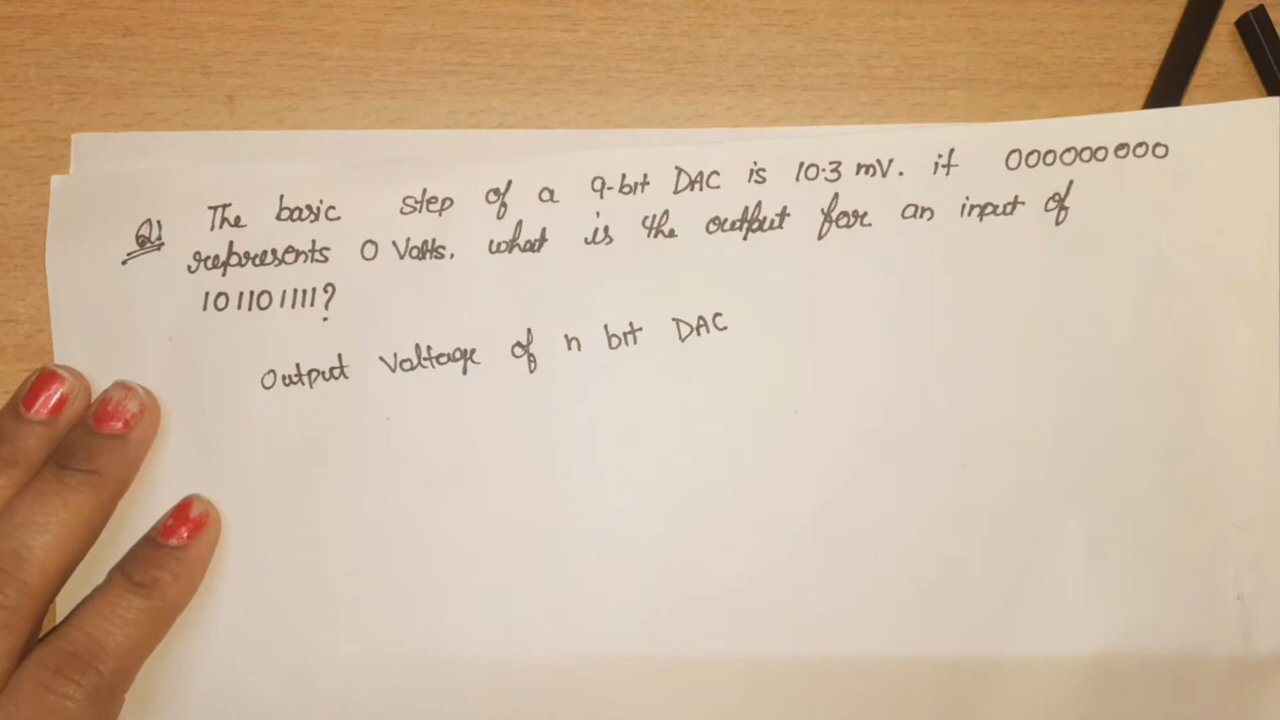 Q1 The basic step of a 9-bit DAC is 10.3 mV. if 000000000
represents 0 Volts. what is the output for an input of
101101111?
output voltage of n bit DAC